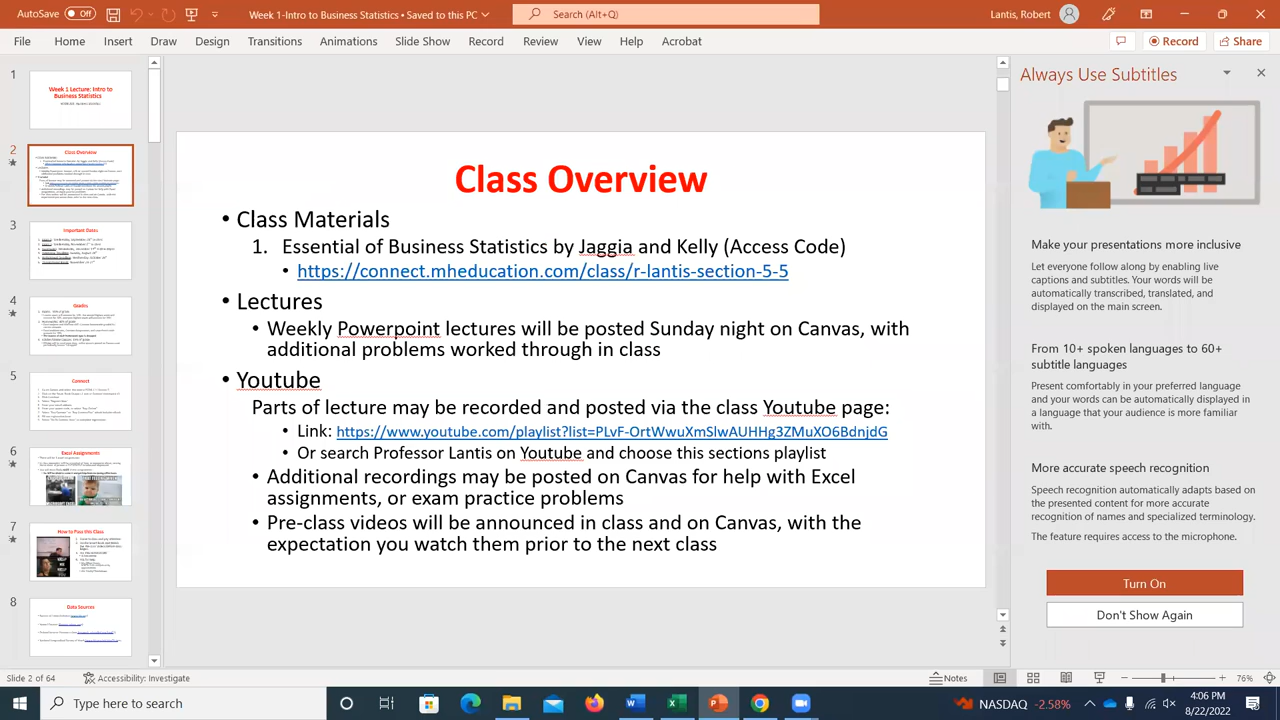 AutoSave Off
Search (Alt+Q)
Lantis, Robert
File Home Insert Draw Design Transitions Animations Slide Show Record Review View Help Acrobat
Record
Share
1
Week 1 Lecture: Intro to
Business Statistics
2
Class Overview
3
Important Dates
4
Grades
5
Connect
6
Excel Assignments
7
How to Pass this Class
8
Data Sources
Class Overview
• Class Materials
1. Essential of Business Statistics by Jaggia and Kelly (Access Code)
• https://connect.mheducation.com/class/r-lantis-section-5-5
• Lectures
• Weekly Powerpoint lectures will be posted Sunday night on Canvas, with
additional problems worked through in class
• Youtube
Parts of lecture may be recorded and posted via the class Youtube page:
• Link: https://www.youtube.com/playlist?list=PLvF-OrtWwuXmSlwAUHHg3ZMuXO6BdnjdG
• Or search Professor Lantis on Youtube and choose this sections playlist
• Additional recordings may be posted on Canvas for help with Excel
assignments, or exam practice problems
• Pre-class videos will be announced in class and on Canvas, with the
expectation you watch them prior to the next class
Always Use Subtitles
Make your presentations more inclusive
Let everyone follow along by enabling live
captions and subtitles. Your words will be
automatically transcribed, translated, and
displayed on the main screen.
From 10+ spoken languages to 60+
subtitle languages
Present comfortably in your preferred language
and your words can be automatically displayed in
a language that your audience is more familiar
with.
More accurate speech recognition
Speech recognition automatically adapts based on
the presented content for more accurate
recognition of names and specialized terminology.
The feature requires access to the microphone.
Turn On
Don't Show Again
Slide 2 of 64
Accessibility: Investigate
Notes
76%
Type here to search
NASDAQ -2.58%
4:06 PM
8/22/2022